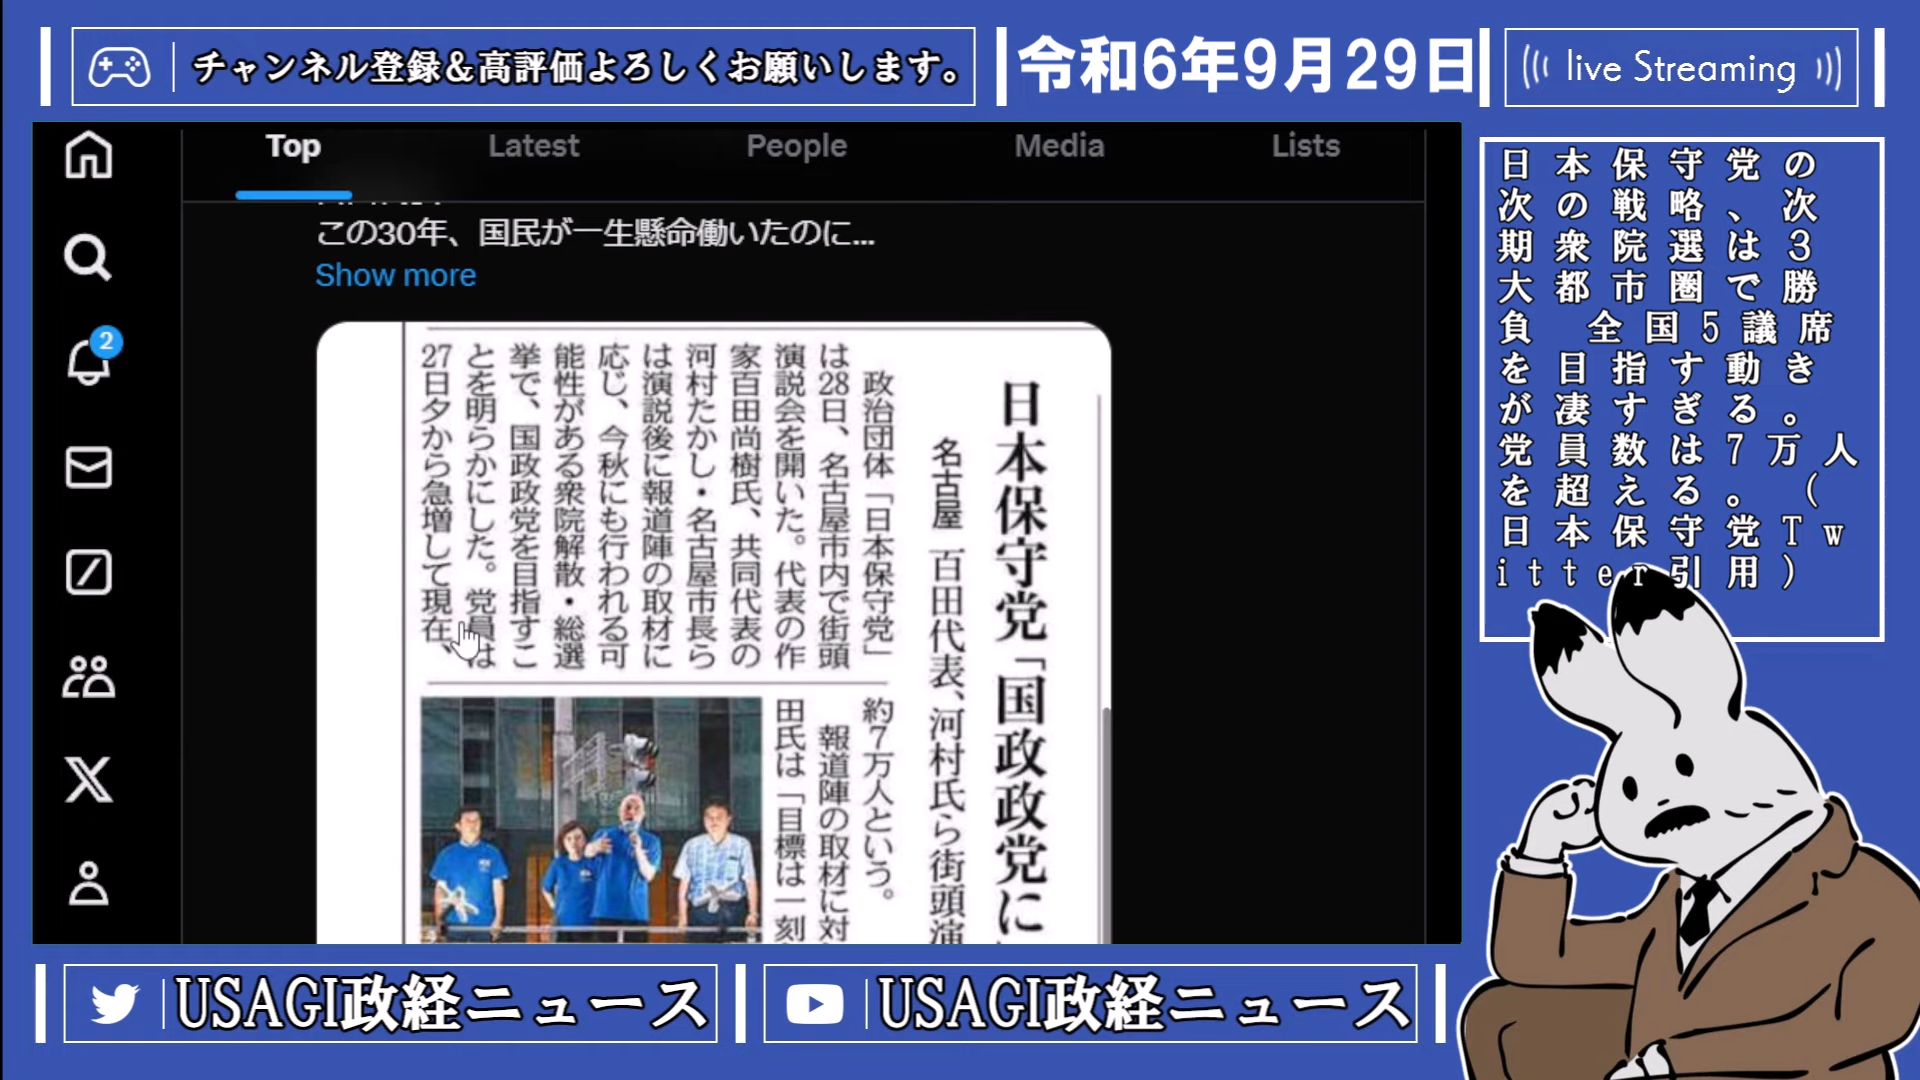 チャンネル登録＆高評価よろしくお願いします。
令和6年9月29日
live Streaming
Top
Latest
People
Media
Lists
この30年、国民が一生懸命働いたのに...
Show more
2
日本保守党「国政政党に
名古屋 百田代表、河村氏ら街頭演
政治団体「日本保守党」
は28日、名古屋市内で街頭
演説会を開いた。代表の作
家百田尚樹氏、共同代表の
河村たかし・名古屋市長ら
は演説後に報道陣の取材に
応じ、今秋にも行われる可
能性がある衆院解散・総選
挙で、国政政党を目指すこ
とを明らかにした。党員は
27日夕から急増して現在、
約7万人という。
報道陣の取材に対
田氏は「目標は一刻
日本保守党の
次の戦略、次
期衆院選は3
大都市圏で勝
負 全国5議席
を目指す動き
が凄すぎる。
党員数は7万人
を超える。（
日本保守党Tw
itter引用）
USAGI政経ニュース
USAGI政経ニュース